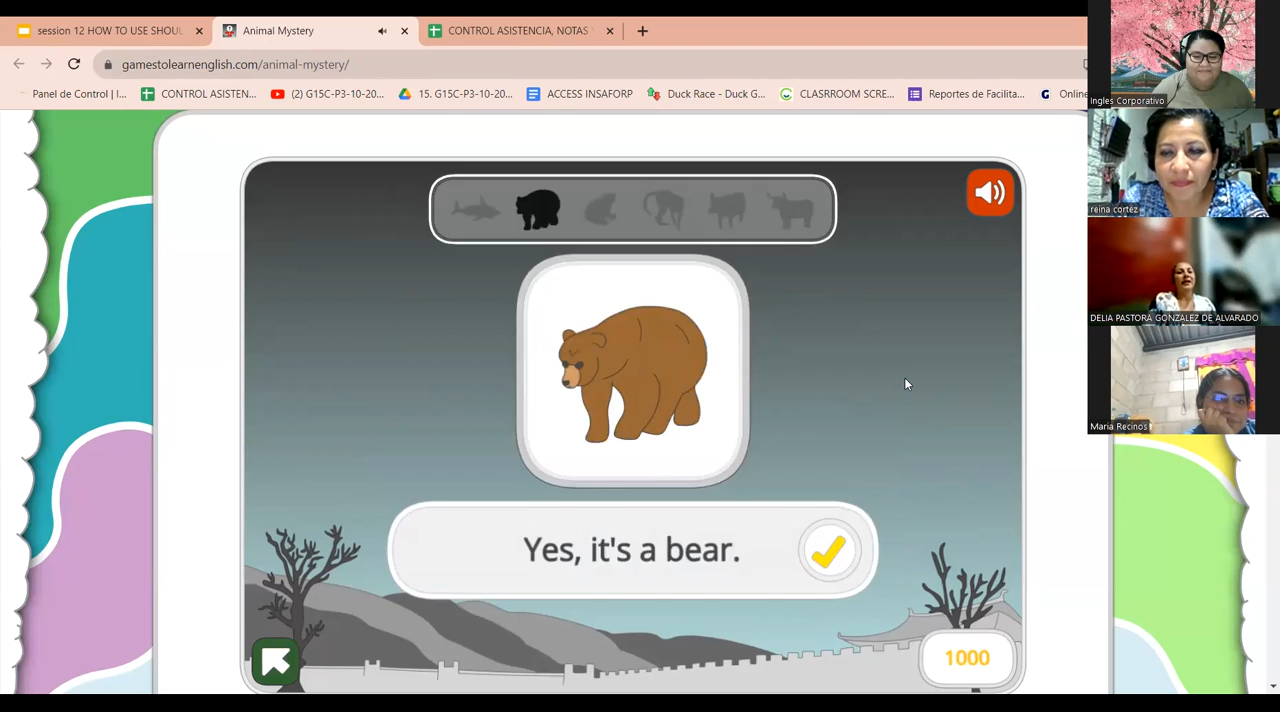 session 12 HOW TO USE SHOUL
Animal Mystery
CONTROL ASISTENCIA, NOTAS Y
gamestolearnenglish.com/animal-mystery/
Panel de Control | I...
CONTROL ASISTEN...
(2) G15C-P3-10-20...
15. G15C-P3-10-20...
ACCESS INSAFORP
Duck Race - Duck G...
CLASRROOM SCRE...
Reportes de Facilita...
Online
Ingles Corporativo
reina cortéz
DELIA PASTORA GONZALEZ DE ALVARADO
Maria Recinos
Yes, it's a bear.
1000